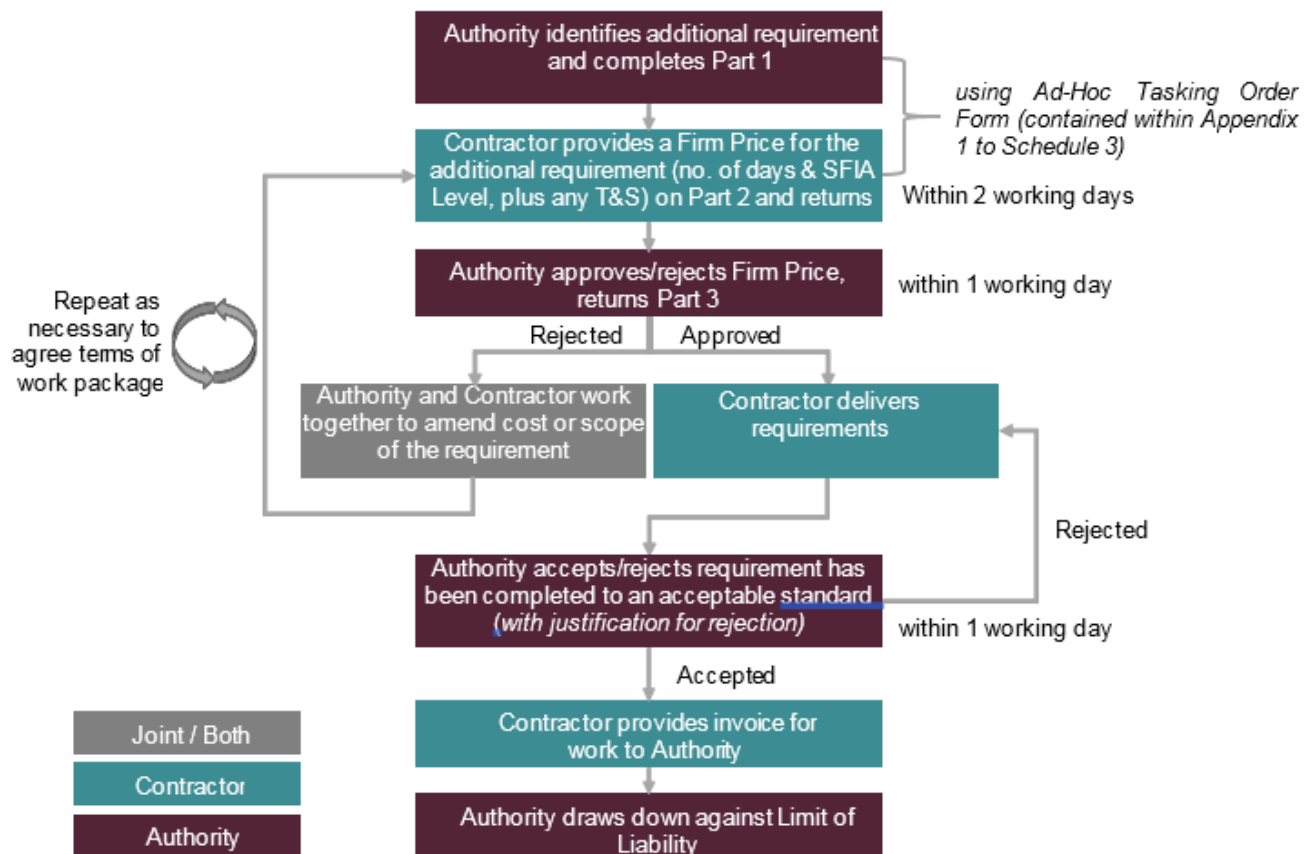 Authority identifies additional requirement
and completes Part 1
using Ad-Hoc Tasking Order
Form (contained within Appendix
1 to Schedule 3)
Contractor provides a Firm Price for the
additional requirement (no. of days & SFIA
Level, plus any T&S) on Part 2 and returns
Within 2 working days
Authority approves/rejects Firm Price,
returns Part 3
within 1 working day
Repeat as
necessary to
agree terms of
work package
Rejected
Approved
Authority and Contractor work
together to amend cost or scope
of the requirement
Contractor delivers
requirements
Rejected
Authority accepts/rejects requirement has
been completed to an acceptable standard
(with justification for rejection)
within 1 working day
Accepted
Contractor provides invoice for
work to Authority
Authority draws down against Limit of
Liability
Joint / Both
Contractor
Authority